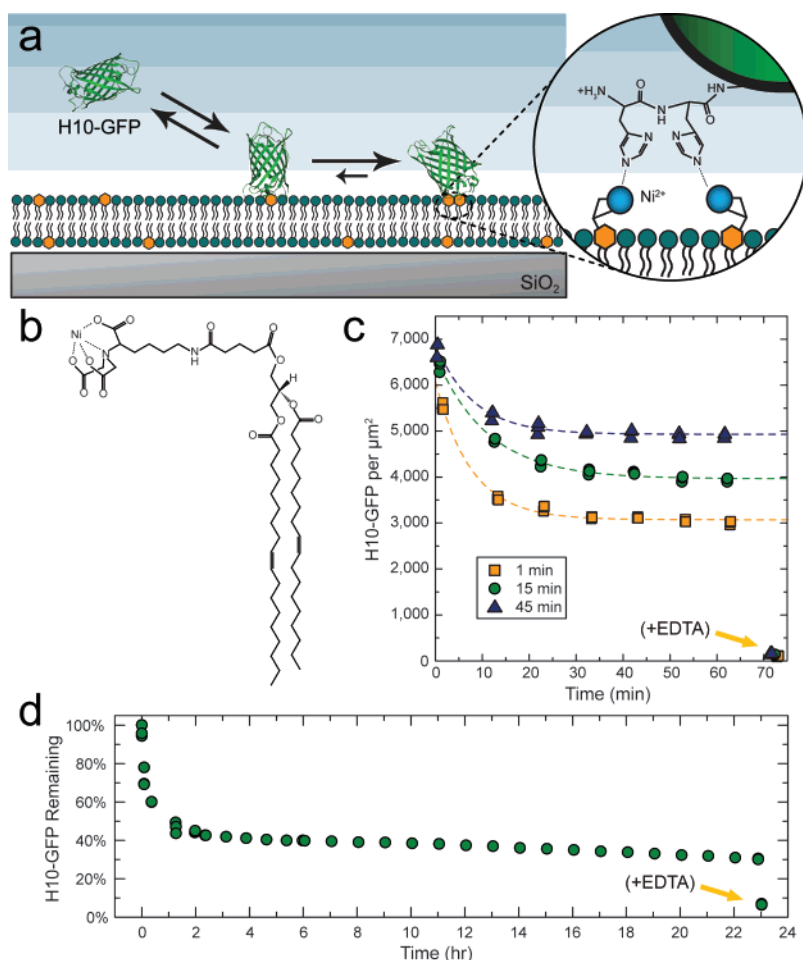 a
H10-GFP
SiO₂
+H₃N
O
N
H
O
HN
N
NH
N
NH
Ni²⁺
b
Ni
O
O
N
O
O
O
O
O
N
H
O
O
H
O
O
O
O
c
H10-GFP per µm²
7,000
6,000
5,000
4,000
3,000
2,000
1,000
0
1 min
15 min
45 min
(+EDTA)
0 10 20 30 40 50 60 70
Time (min)
d
H10-GFP Remaining
100%
80%
60%
40%
20%
0%
(+EDTA)
0 2 4 6 8 10 12 14 16 18 20 22 24
Time (hr)